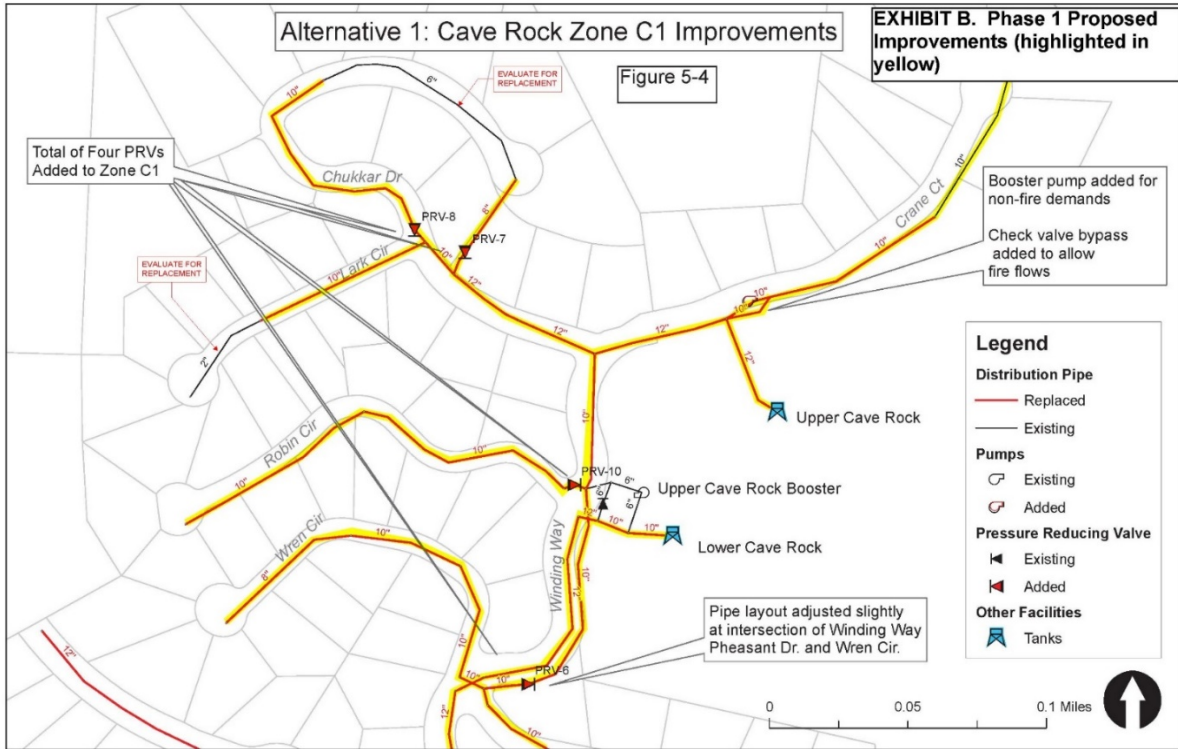 Alternative 1: Cave Rock Zone C1 Improvements
EXHIBIT B. Phase 1 Proposed
Improvements (highlighted in
yellow)
Figure 5-4
EVALUATE FOR
REPLACEMENT
6"
10"
Total of Four PRVs
Added to Zone C1
Chukkar Dr
8"
PRV-8
PRV-7
10"
12"
Lark Cir
10"
EVALUATE FOR
REPLACEMENT
2"
10"
Crane Ct
10"
Booster pump added for
non-fire demands
Check valve bypass
added to allow
fire flows
10"
10"
12"
12"
12"
Upper Cave Rock
10"
Robin Cir
10"
10"
PRV-10
6"
6"
6"
Upper Cave Rock Booster
12"
10"
10"
Lower Cave Rock
Wren Cir
10"
8"
Winding Way
10"
12"
10"
Pipe layout adjusted slightly
at intersection of Winding Way
Pheasant Dr. and Wren Cir.
PRV-6
10"
10"
12"
10"
12"
Legend
Distribution Pipe
Replaced
Existing
Pumps
Existing
Added
Pressure Reducing Valve
Existing
Added
Other Facilities
Tanks
0
0.05
0.1 Miles